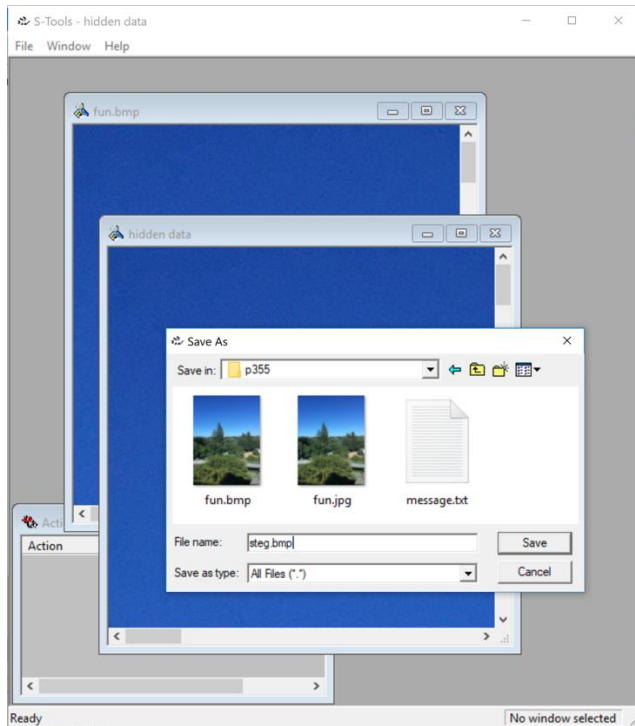 S-Tools - hidden data
File Window Help
fun.bmp
hidden data
Save As
Save in: p355
fun.bmp fun.jpg message.txt
File name: steg.bmp
Save
Save as type: All Files (*.*)
Cancel
Action
Ready
No window selected